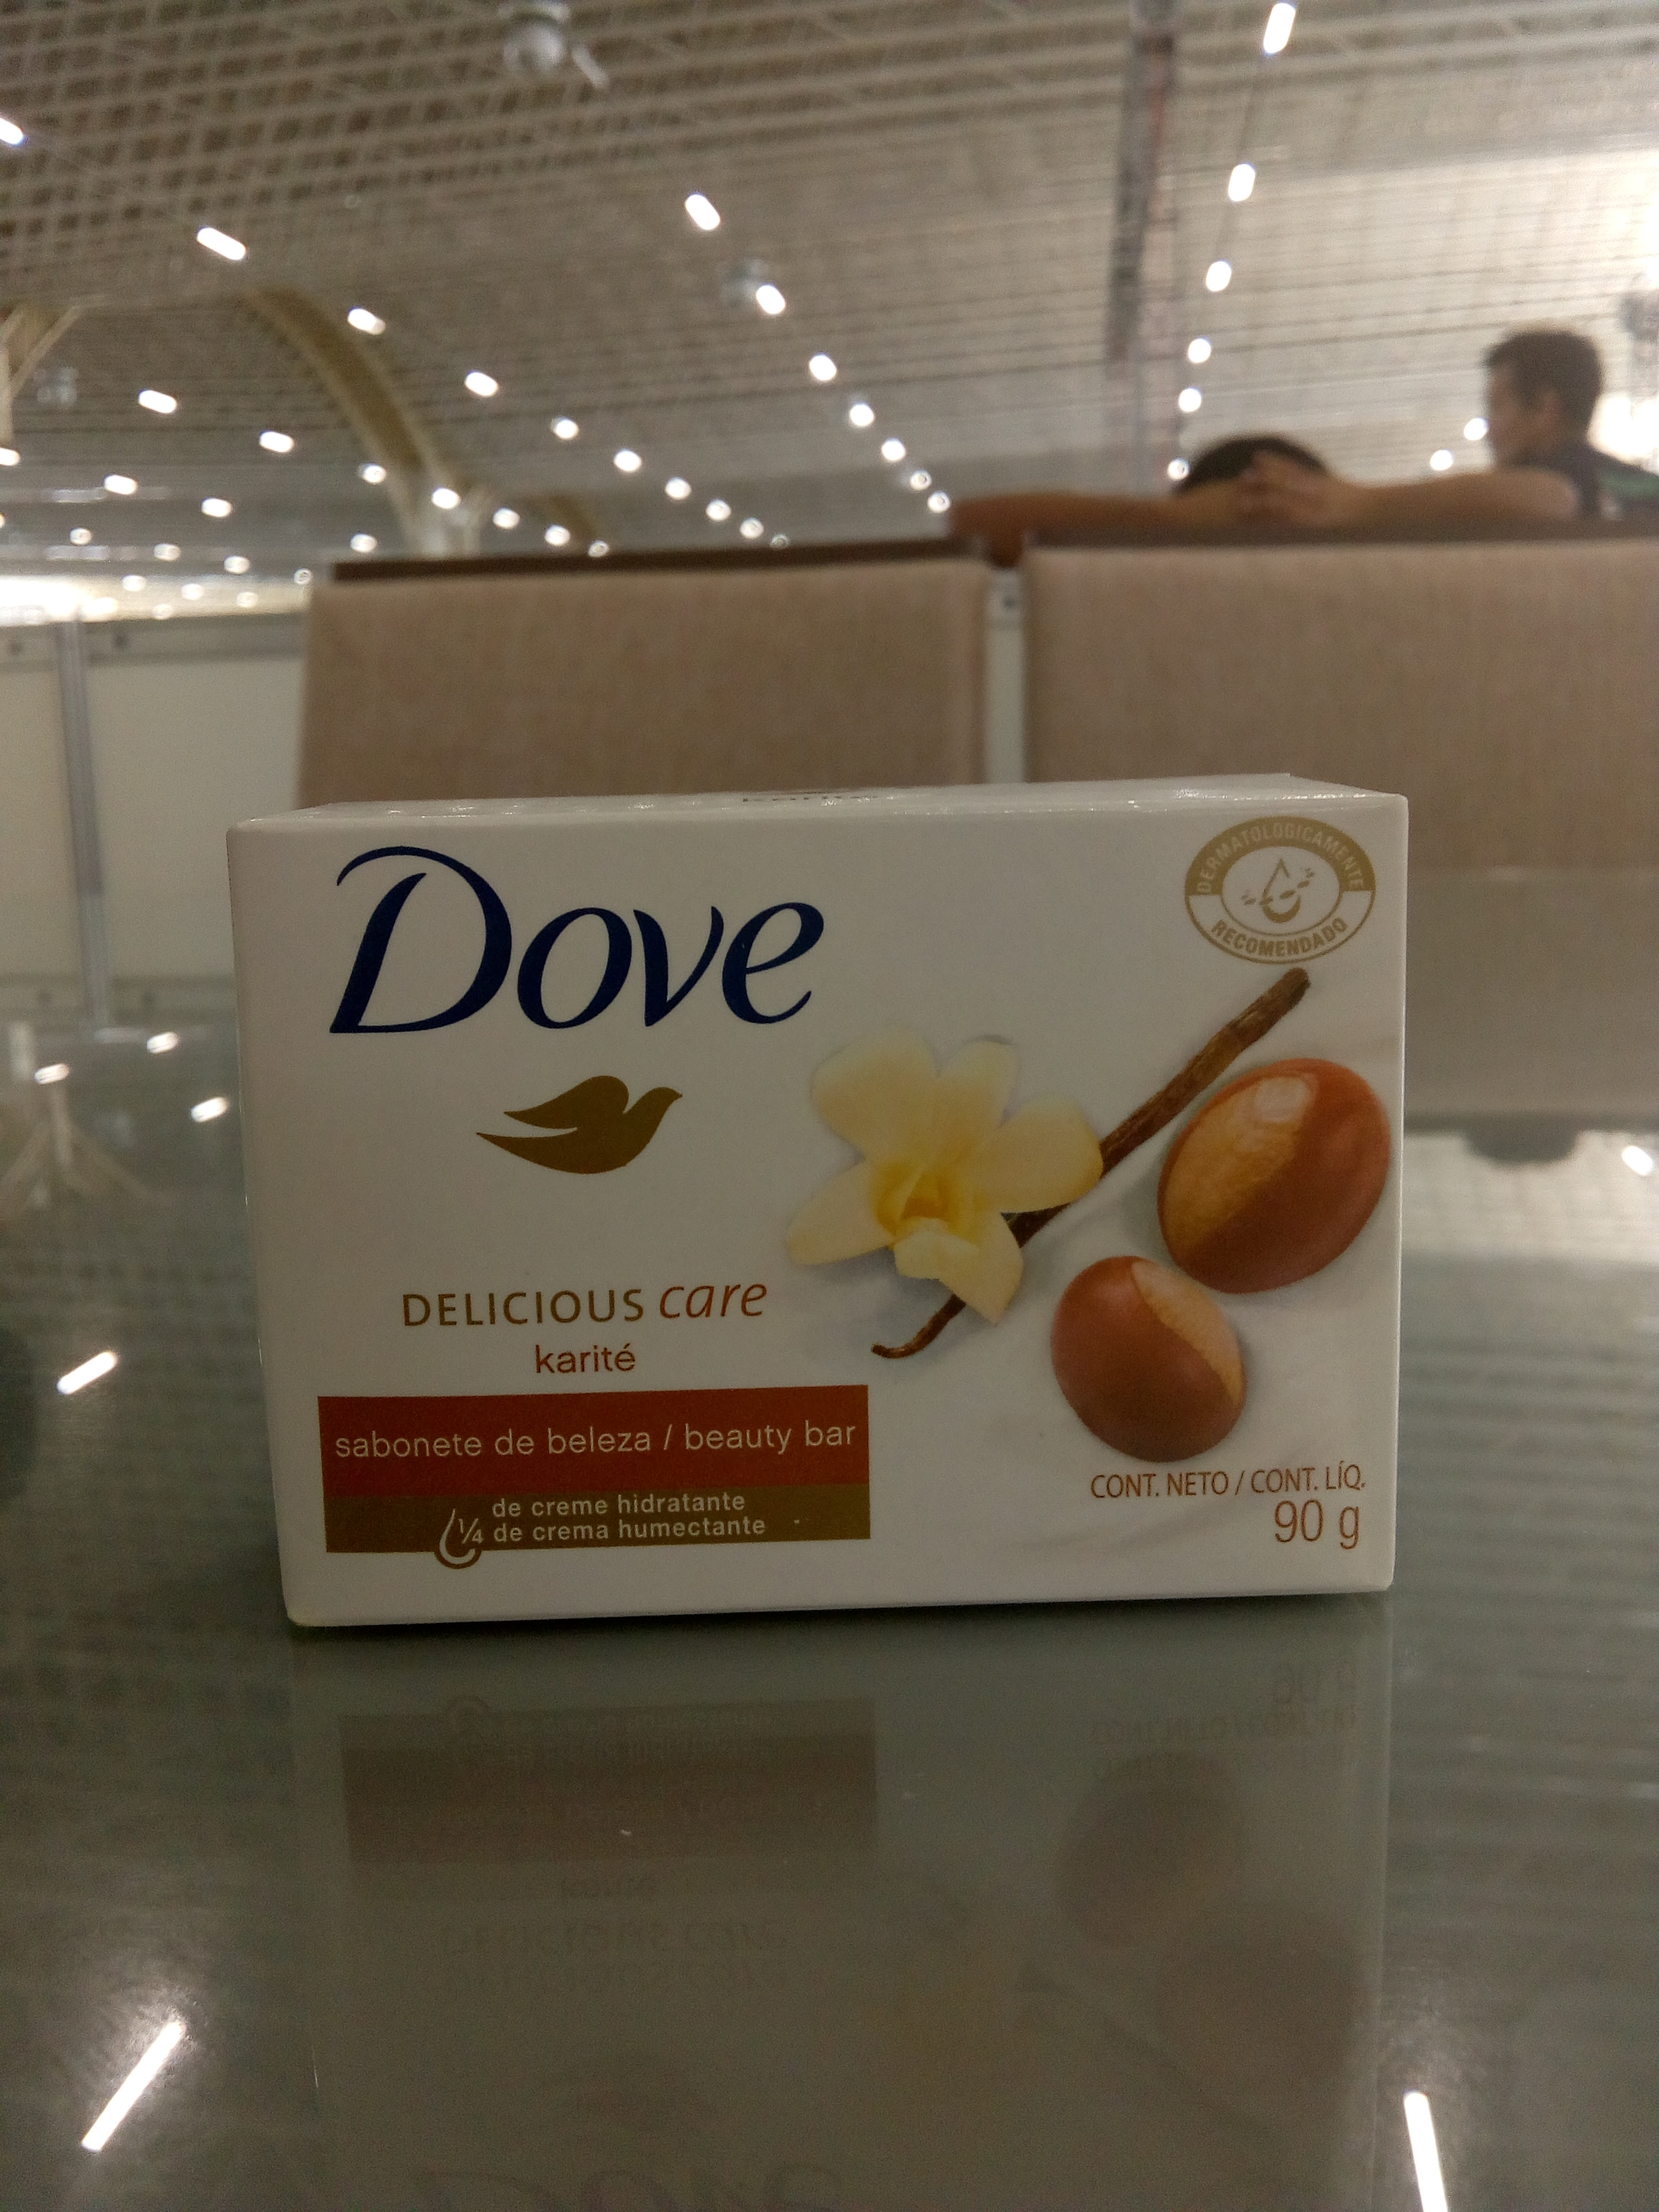 Dove
DERMATOLOGICAMENTE
RECOMENDADO
DELICIOUS care
karité
sabonete de beleza / beauty bar
1/4 de creme hidratante
de crema humectante
CONT. NETO / CONT. LÍQ.
90 g